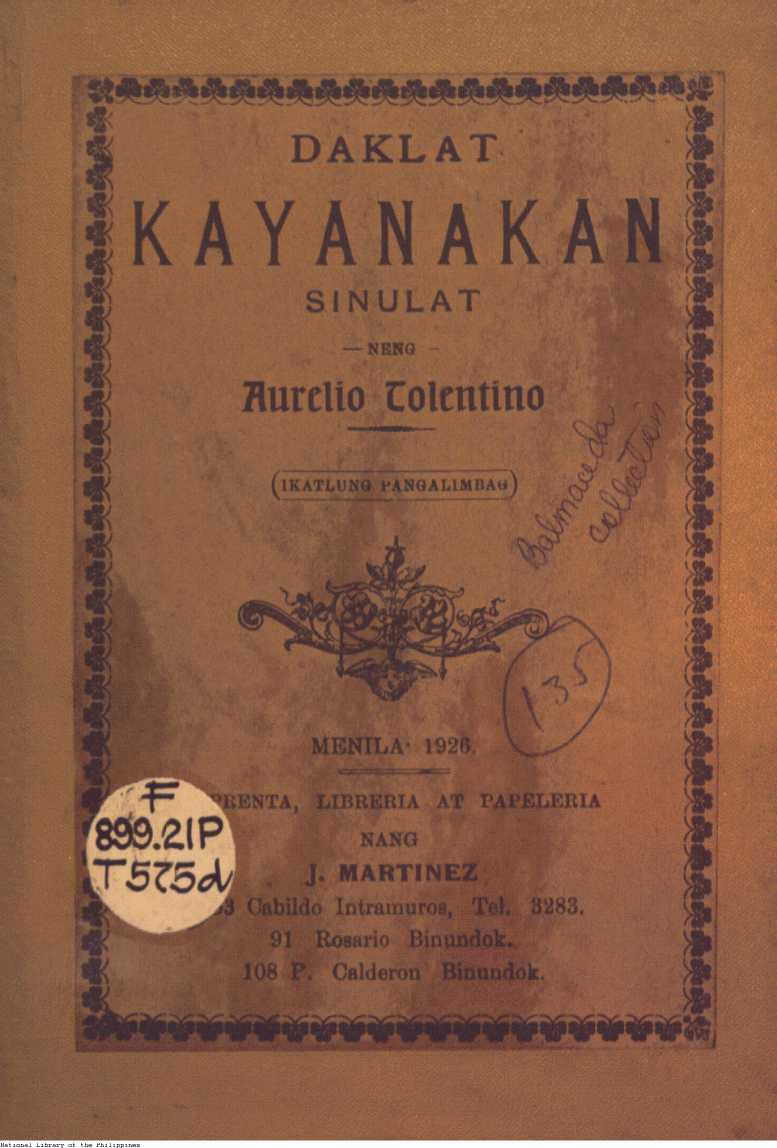 DAKLAT
KAYANAKAN
SINULAT
— NENG –
Aurelio Tolentino
(IKATLUNG PANGALIMBAG)
Balmaceda
collection
135
MENILA· 1926.
PRENTA, LIBRERIA AT PAPELERIA
NANG
J. MARTINEZ
3 Cabildo Intramuros, Tel. 3283.
91 Rosario Binundok.
108 P. Calderon Binundok.
F
899.21P
T575d
National Library of the Philippines